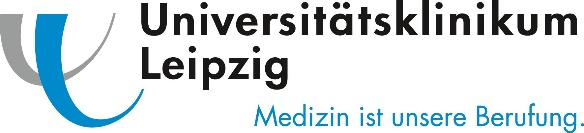 Universitätsklinikum
Leipzig
Medizin ist unsere Berufung.